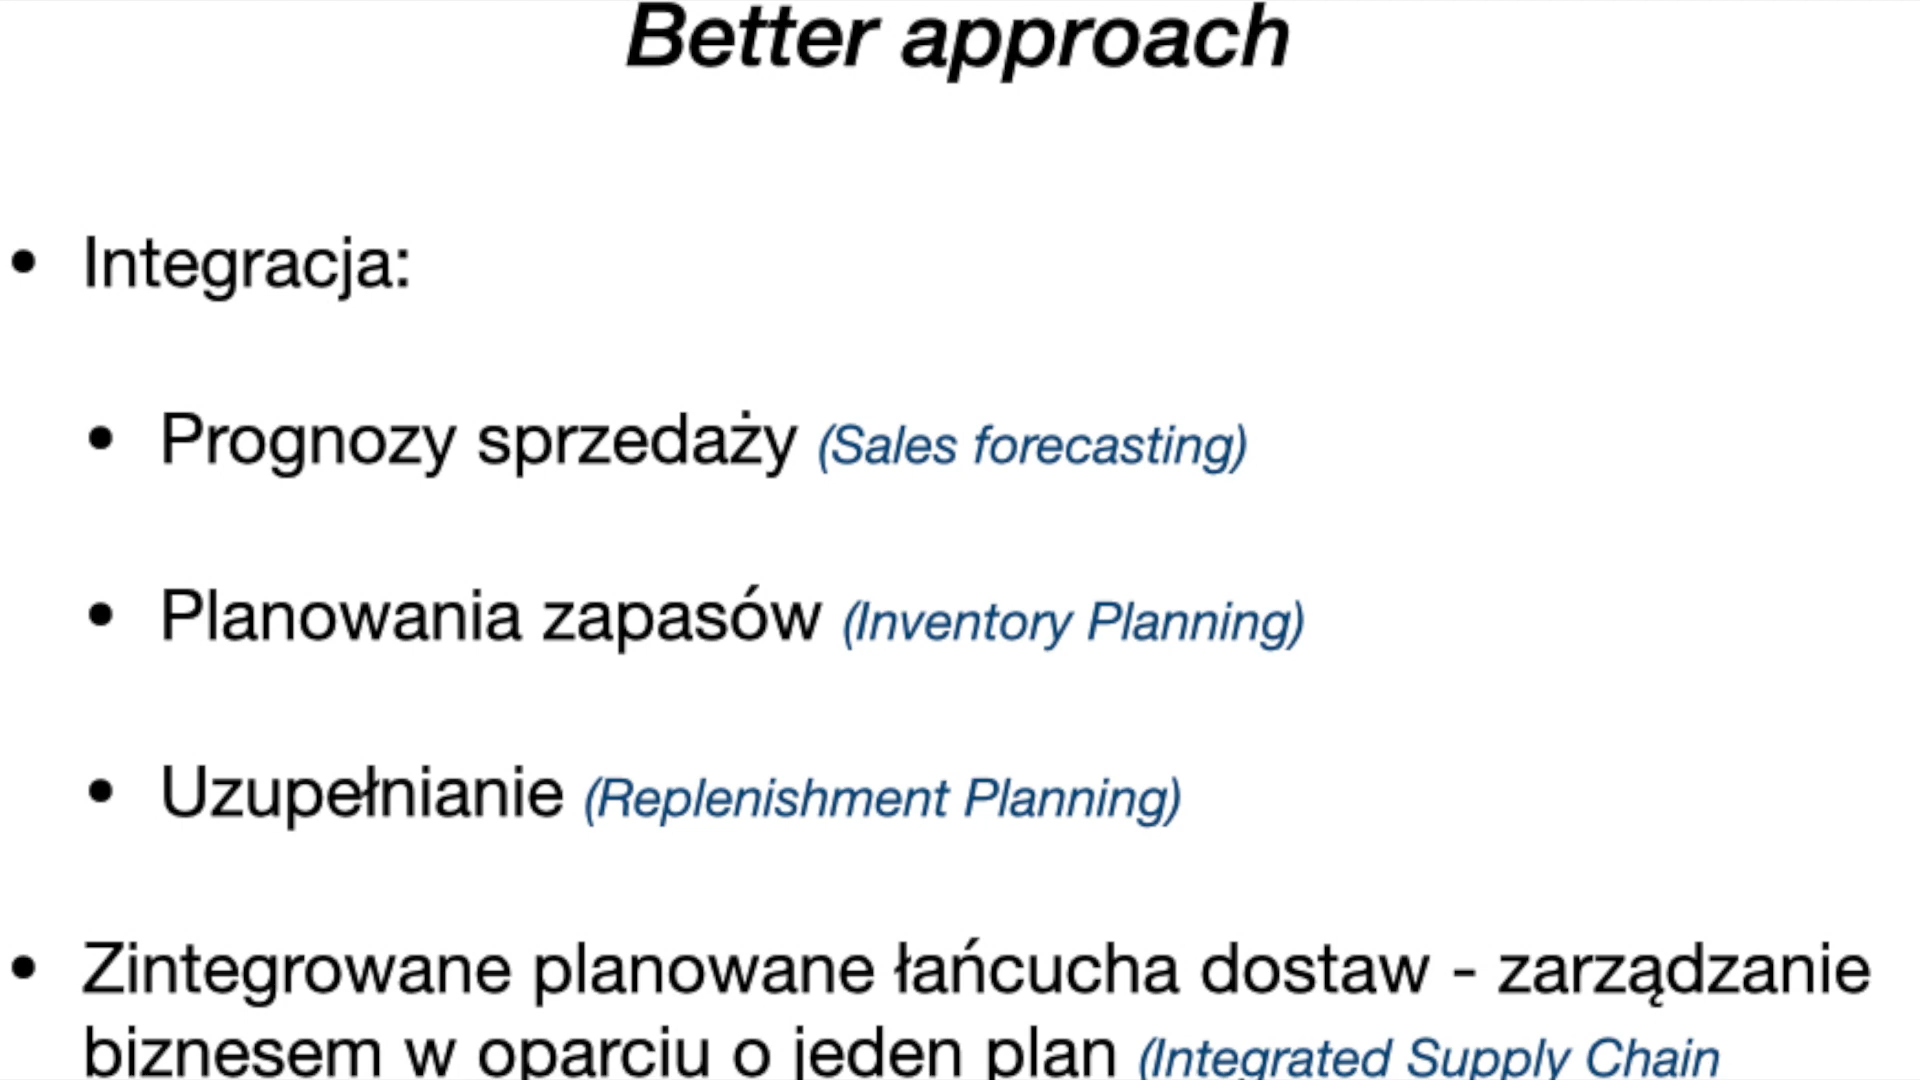 Better approach
• Integracja:
• Prognozy sprzedaży (Sales forecasting)
• Planowania zapasów (Inventory Planning)
• Uzupełnianie (Replenishment Planning)
• Zintegrowane planowane łańcucha dostaw - zarządzanie
biznesem w oparciu o jeden plan (Integrated Supply Chain